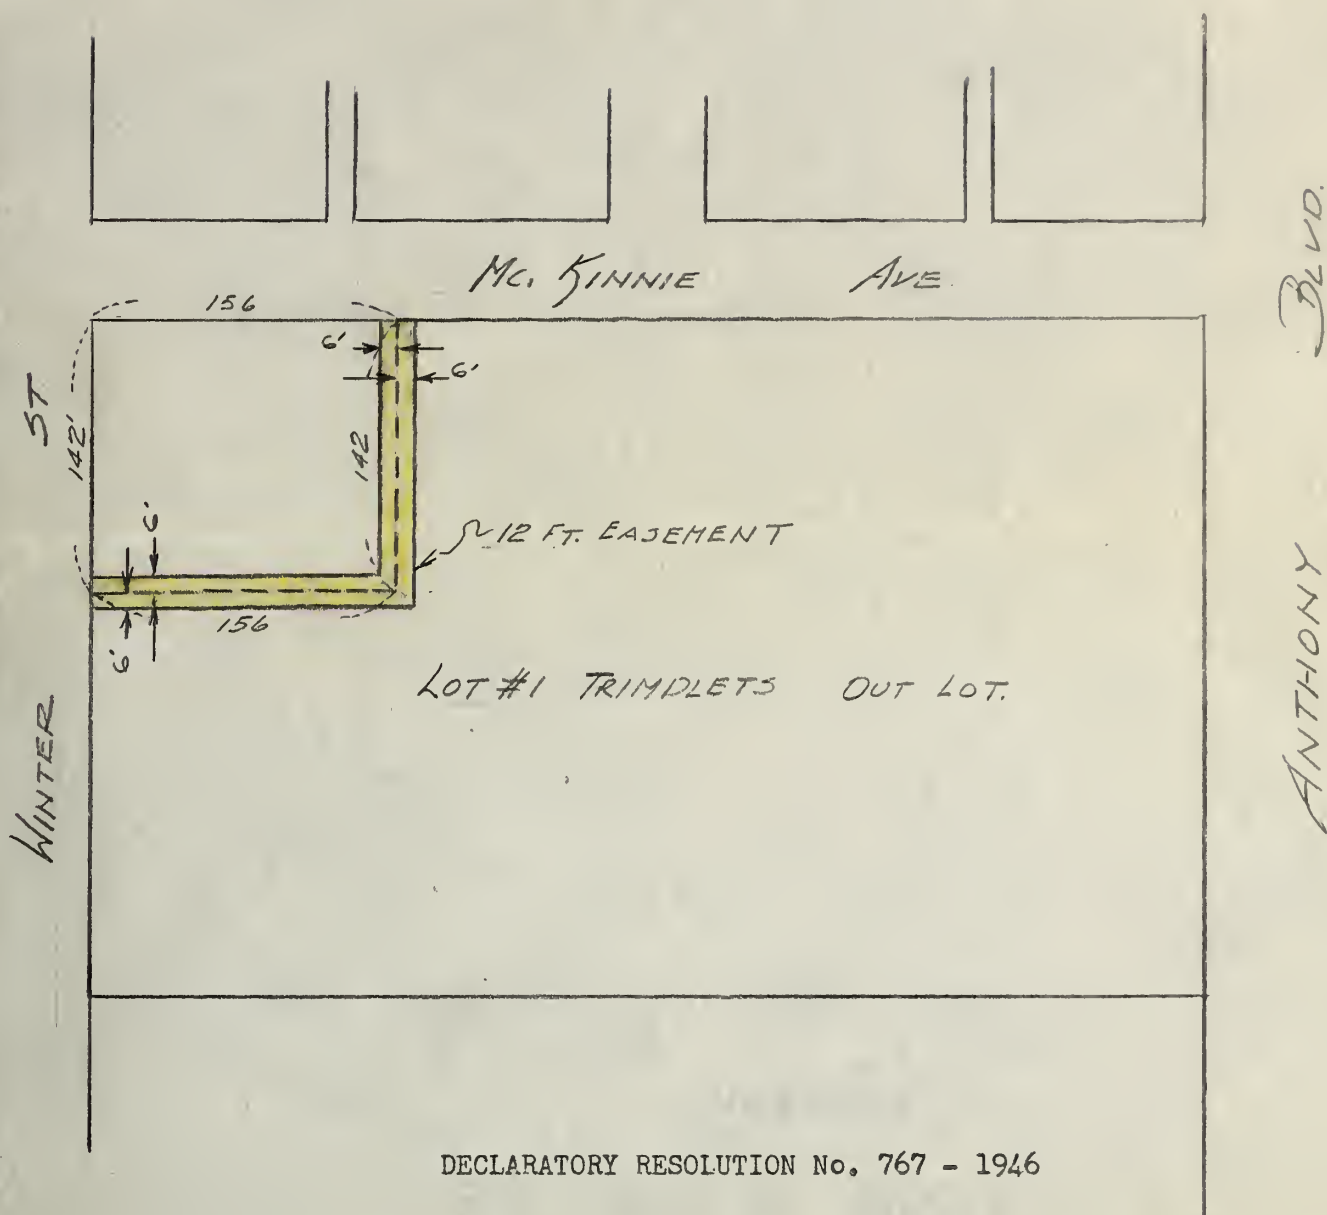 Mc. KINNIE AVE.
BLVD.
156
6'
6'
ST
142'
142
6'
12 FT. EASEMENT
156
6'
LOT #1 TRIMDLETS OUT LOT.
ANTHONY
WINTER
DECLARATORY RESOLUTION No. 767 - 1946